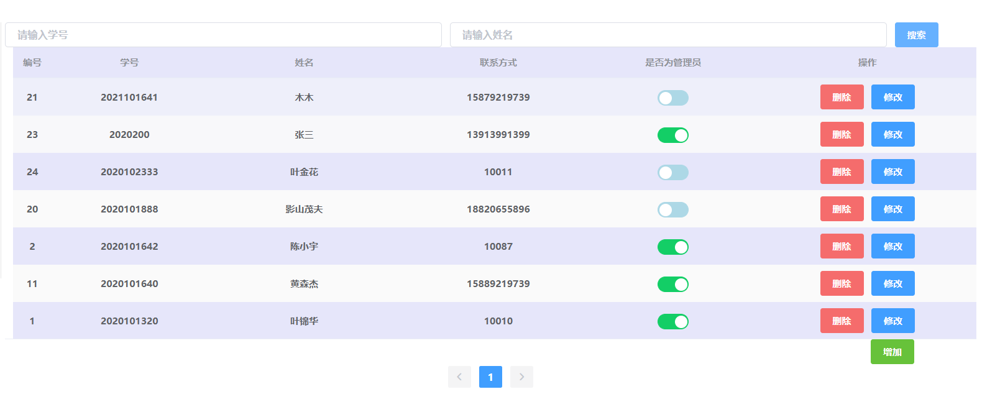 请输入学号 请输入姓名 搜索
编号 学号 姓名 联系方式 是否为管理员 操作
21 2021101641 木木 15879219739 删除 修改
23 2020200 张三 13913991399 删除 修改
24 2020102333 叶金花 10011 删除 修改
20 2020101888 影山茂夫 18820655896 删除 修改
2 2020101642 陈小宇 10087 删除 修改
11 2020101640 黄森杰 15889219739 删除 修改
1 2020101320 叶锦华 10010 删除 修改
增加
1